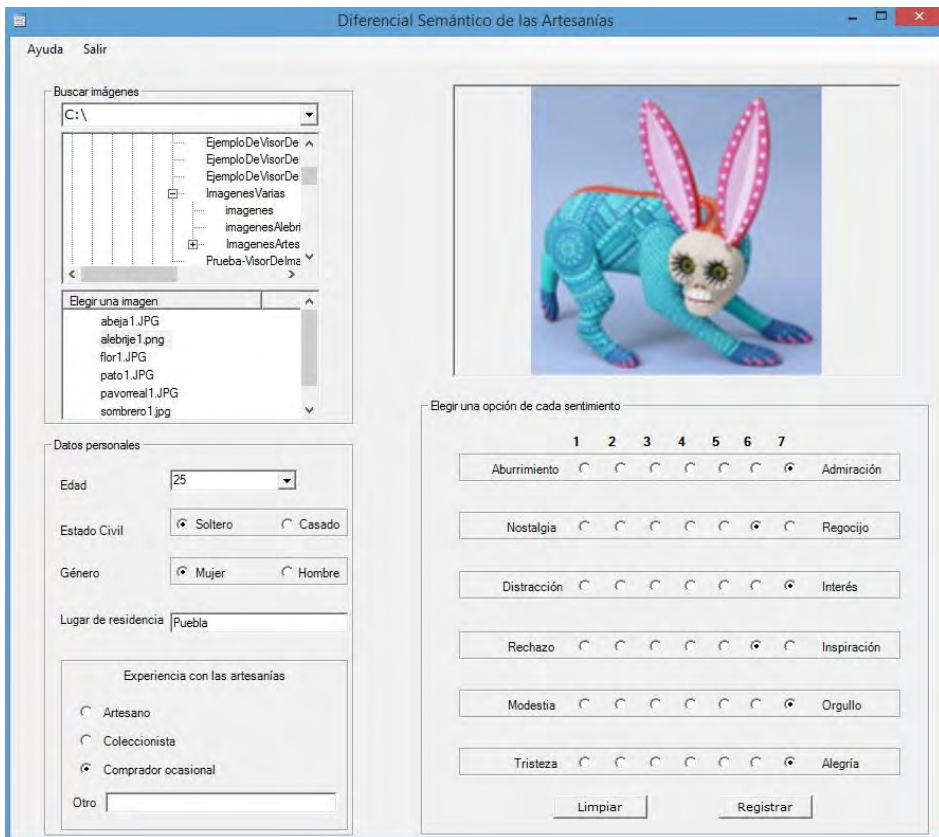 Diferencial Semántico de las Artesanías
Ayuda Salir
Buscar imágenes
C:\
EjemploDeVisorDe
EjemploDeVisorDe
EjemploDeVisorDe
ImagenesVarias
imagenes
imagenesAlebri
ImagenesArtes
Prueba-VisorDeIma
Elegir una imagen
abeja1.JPG
alebrije1.png
flor1.JPG
pato1.JPG
pavorreal1.JPG
sombrero1.jpg
Datos personales
Edad 25
Estado Civil Soltero Casado
Género Mujer Hombre
Lugar de residencia Puebla
Experiencia con las artesanías
Artesano
Coleccionista
Comprador ocasional
Otro
Elegir una opción de cada sentimiento
1 2 3 4 5 6 7
Aburrimiento Admiración
Nostalgia Regocijo
Distracción Interés
Rechazo Inspiración
Modestia Orgullo
Tristeza Alegría
Limpiar Registrar